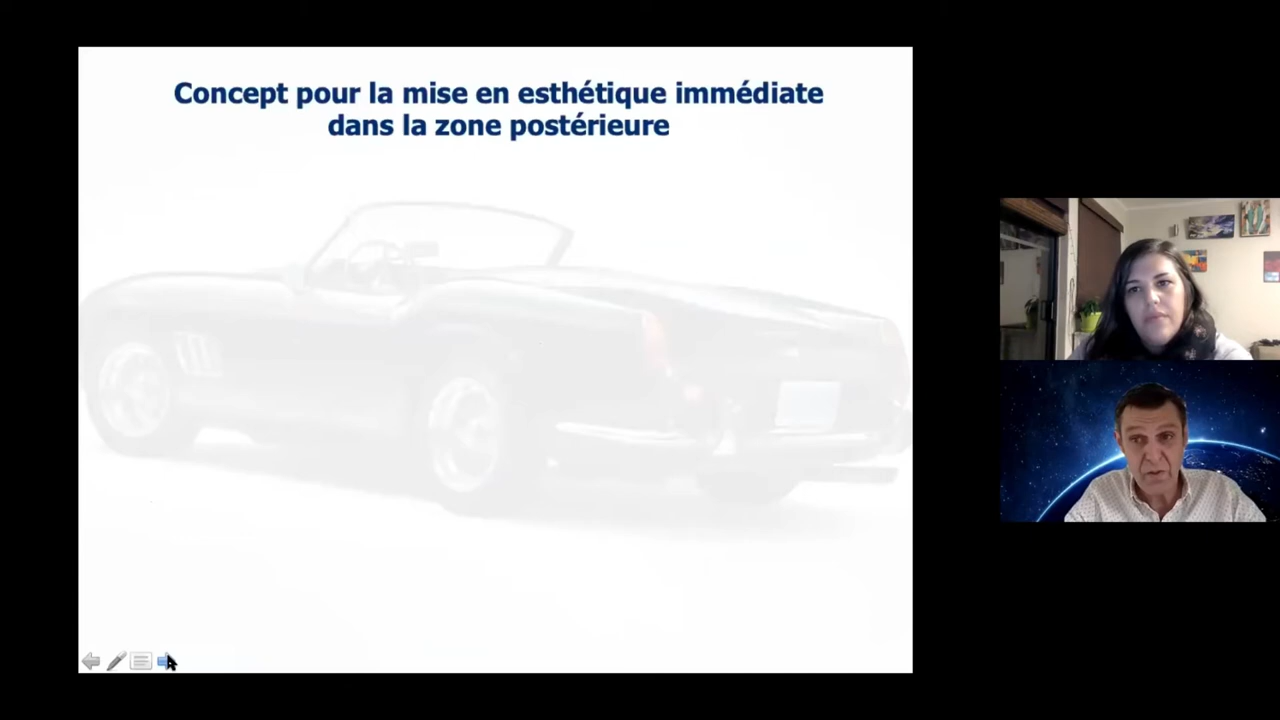 Concept pour la mise en esthétique immédiate
dans la zone postérieure